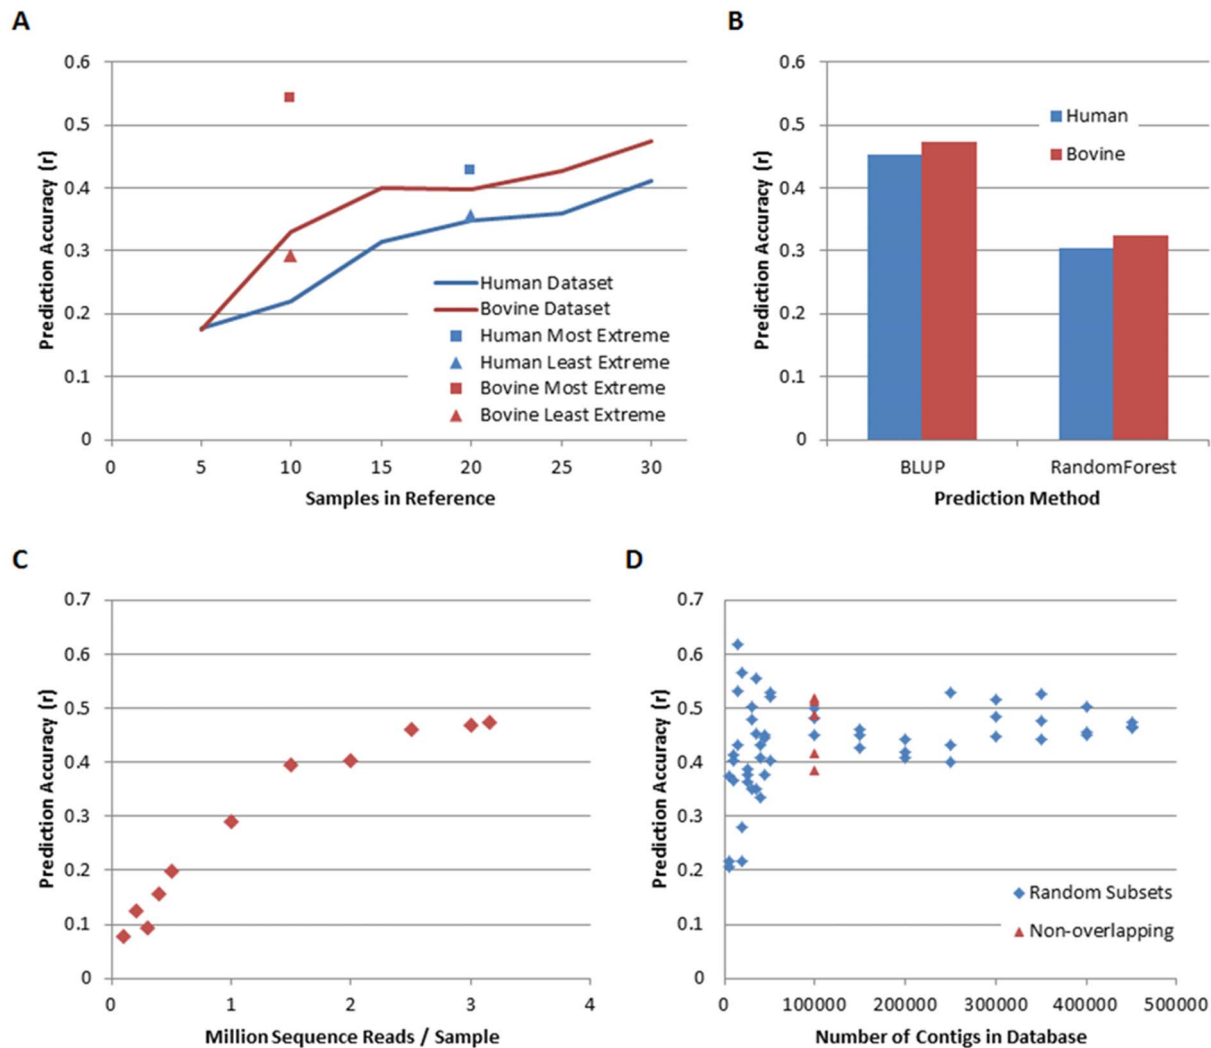 A
Prediction Accuracy (r)
0.6
0.5
0.4
0.3
0.2
0.1
0
0 5 10 15 20 25 30
Samples in Reference
Human Dataset
Bovine Dataset
Human Most Extreme
Human Least Extreme
Bovine Most Extreme
Bovine Least Extreme
B
Prediction Accuracy (r)
0.6
0.5
0.4
0.3
0.2
0.1
0
Human
Bovine
BLUP RandomForest
Prediction Method
C
Prediction Accuracy (r)
0.7
0.6
0.5
0.4
0.3
0.2
0.1
0
0 1 2 3 4
Million Sequence Reads / Sample
D
Prediction Accuracy (r)
0.7
0.6
0.5
0.4
0.3
0.2
0.1
0
Random Subsets
Non-overlapping
0 100000 200000 300000 400000 500000
Number of Contigs in Database